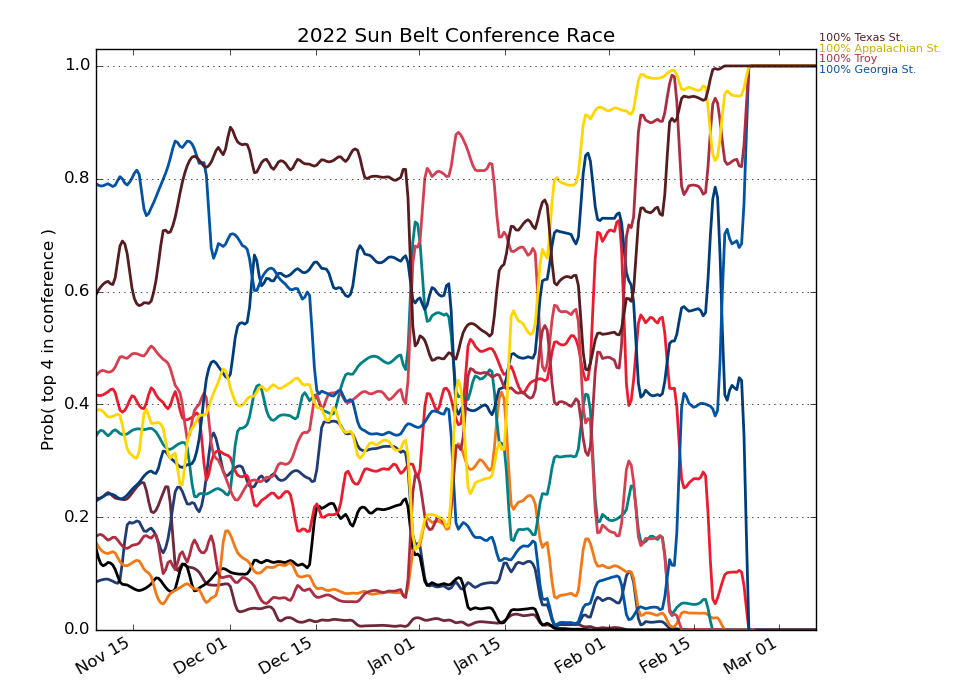 2022 Sun Belt Conference Race
100% Texas St.
100% Appalachian St.
100% Troy
100% Georgia St.
1.0
0.8
0.6
0.4
0.2
0.0
Prob( top 4 in conference )
Nov 15
Dec 01
Dec 15
Jan 01
Jan 15
Feb 01
Feb 15
Mar 01